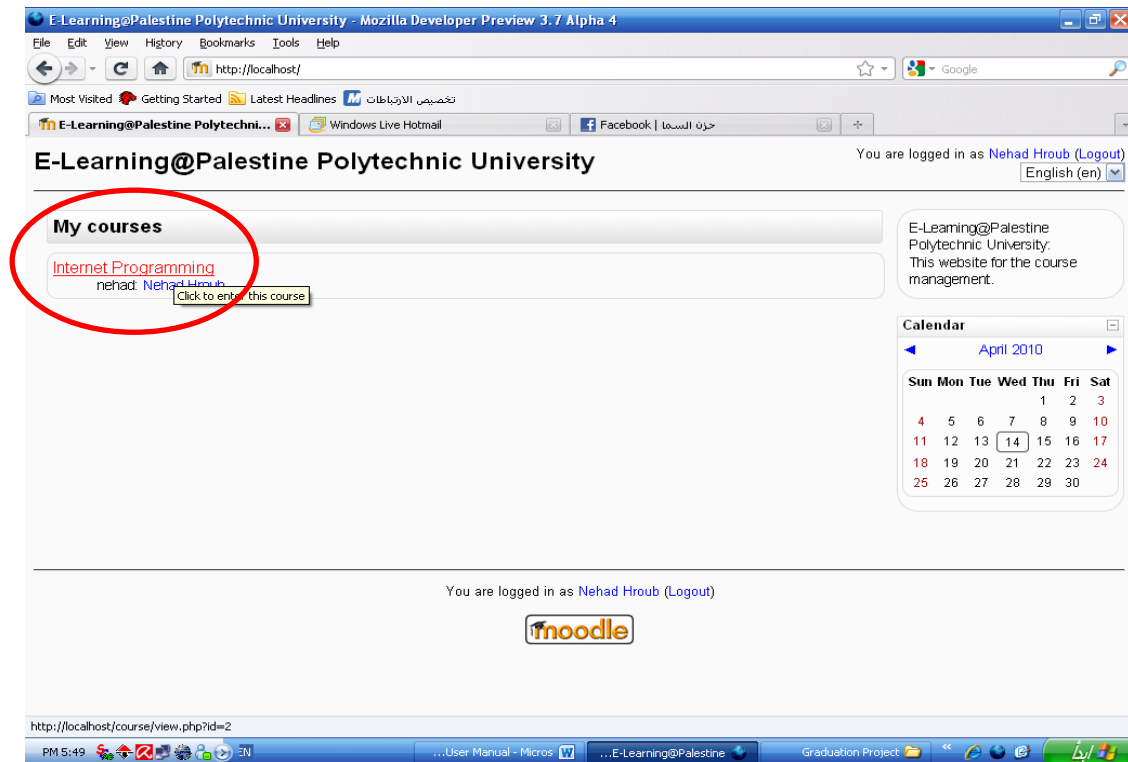 E-Learning@Palestine Polytechnic University - Mozilla Developer Preview 3.7 Alpha 4
File Edit View History Bookmarks Tools Help
http://localhost/
Google
Most Visited Getting Started Latest Headlines تخصيص الارتباطات
E-Learning@Palestine Polytechni... Windows Live Hotmail Facebook | حزن السما
E-Learning@Palestine Polytechnic University
You are logged in as Nehad Hroub (Logout)
English (en)
My courses
Internet Programming
nehad: Nehad Hroub
Click to enter this course
E-Learning@Palestine
Polytechnic University:
This website for the course
management.
Calendar
April 2010
Sun Mon Tue Wed Thu Fri Sat
1 2 3
4 5 6 7 8 9 10
11 12 13 14 15 16 17
18 19 20 21 22 23 24
25 26 27 28 29 30
You are logged in as Nehad Hroub (Logout)
moodle
http://localhost/course/view.php?id=2
PM 5:49 EN ...User Manual - Micros ...E-Learning@Palestine Graduation Project ابدأ